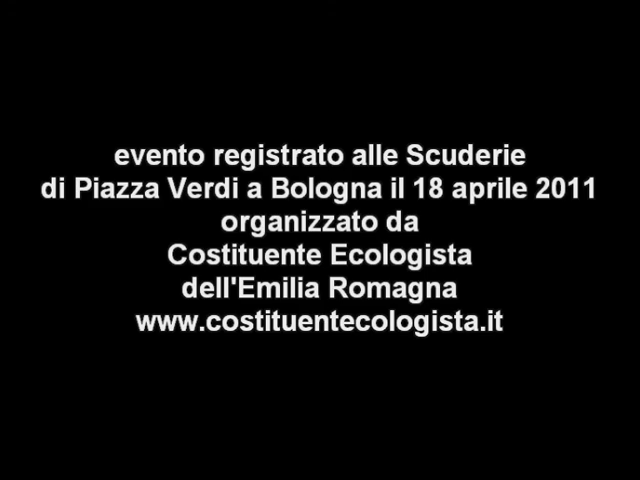 evento registrato alle Scuderie
di Piazza Verdi a Bologna il 18 aprile 2011
organizzato da
Costituente Ecologista
dell'Emilia Romagna
www.costituentecologista.it